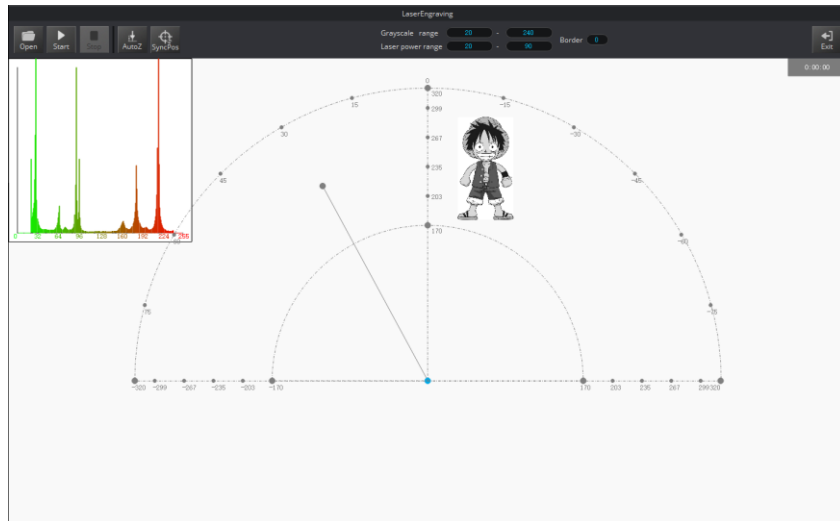 LaserEngraving
Open Start Stop AutoZ SyncPos
Grayscale range 20 - 240
Laser power range 20 - 90
Border 0
Exit
0:00:00
0 32 64 90 128 160 192 224 256
0
320
15 -15
299
30 -30
267
45 -45
235
203
170
-60
75 -75
-320 -299 -267 -235 -203 -170 170 203 235 267 299 320